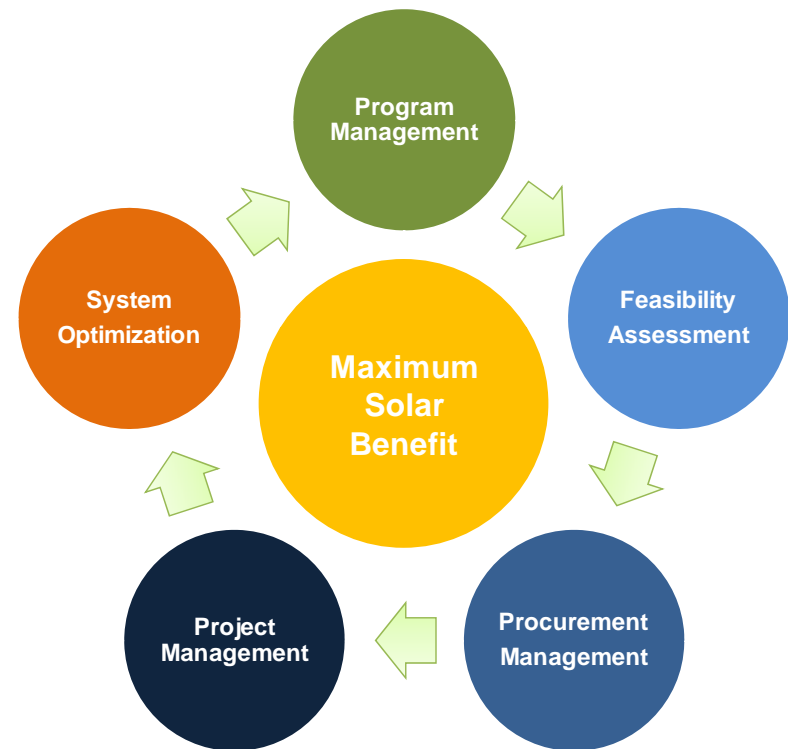 Program
Management
Feasibility
Assessment
Procurement
Management
Project
Management
System
Optimization
Maximum
Solar
Benefit